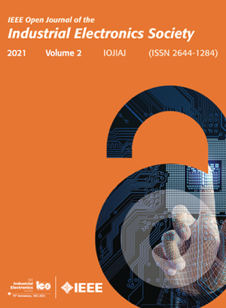 IEEE Open Journal of the
Industrial Electronics Society
2021 Volume 2 IOJIAJ (ISSN 2644-1284)
Industrial
Electronics
IEEE